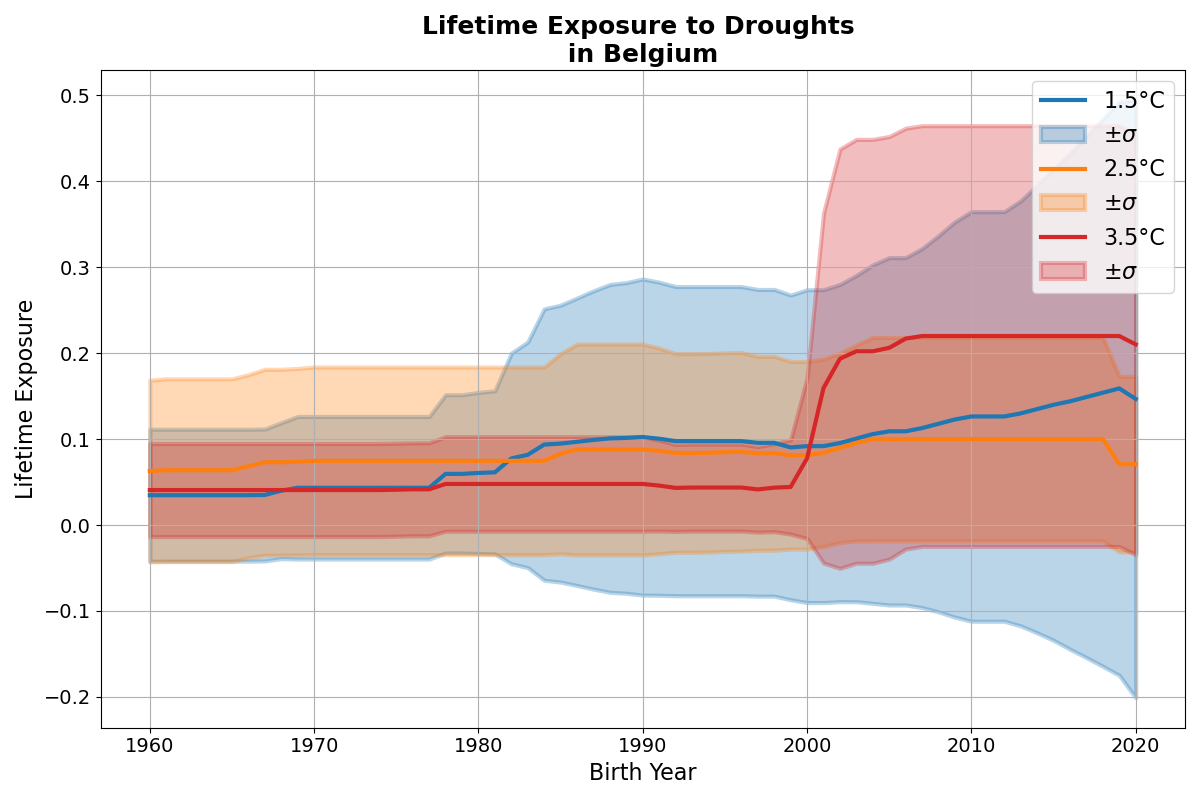 Lifetime Exposure to Droughts
in Belgium
Lifetime Exposure
0.5
0.4
0.3
0.2
0.1
0.0
−0.1
−0.2
1.5°C
±σ
2.5°C
±σ
3.5°C
±σ
1960
1970
1980
1990
2000
2010
2020
Birth Year